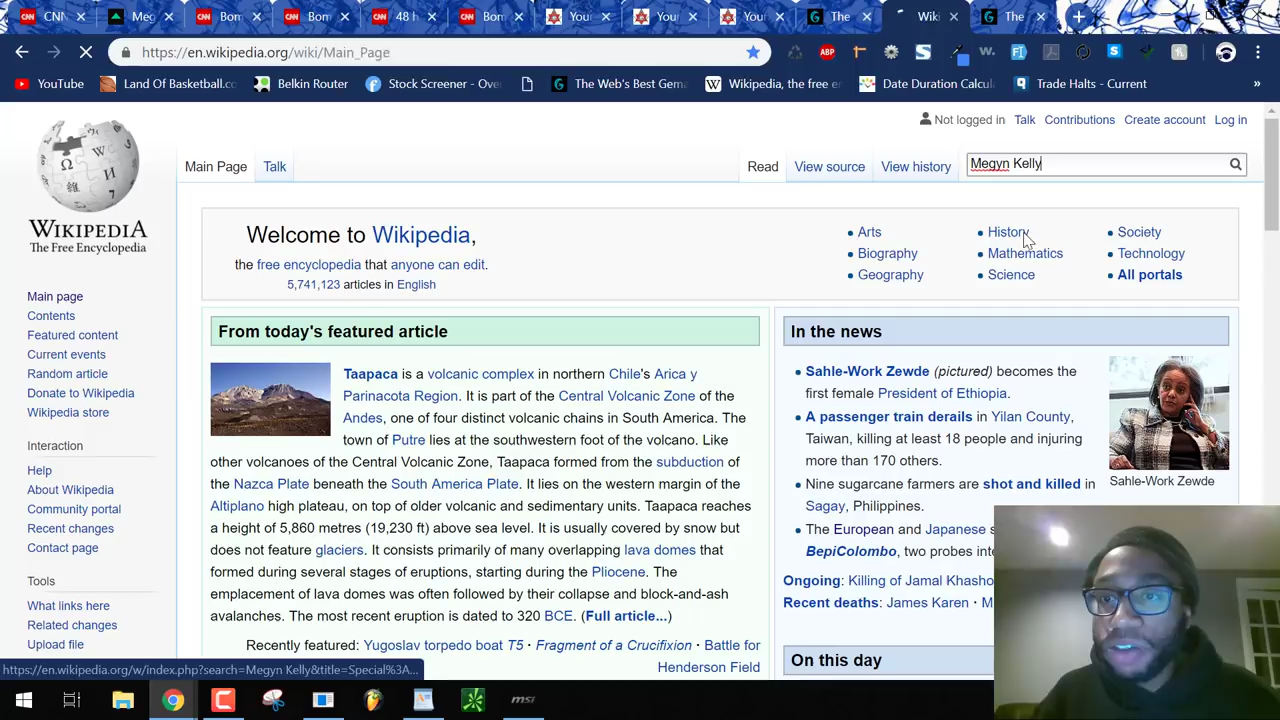 CNN
Meg
Bom
Bom
48 h
Bom
Your
Your
Your
The
Wiki
The
https://en.wikipedia.org/wiki/Main_Page
ABP
YouTube
Land Of Basketball.co
Belkin Router
Stock Screener - Ove
The Web's Best Gema
Wikipedia, the free en
Date Duration Calcul
Trade Halts - Current
»
Not logged in Talk Contributions Create account Log in
Main Page Talk
Read View source View history
Megyn Kelly
WIKIPEDIA
The Free Encyclopedia
Main page
Contents
Featured content
Current events
Random article
Donate to Wikipedia
Wikipedia store
Interaction
Help
About Wikipedia
Community portal
Recent changes
Contact page
Tools
What links here
Related changes
Upload file
Welcome to Wikipedia,
the free encyclopedia that anyone can edit.
5,741,123 articles in English
Arts
Biography
Geography
History
Mathematics
Science
Society
Technology
All portals
From today's featured article
Taapaca is a volcanic complex in northern Chile's Arica y
Parinacota Region. It is part of the Central Volcanic Zone of the
Andes, one of four distinct volcanic chains in South America. The
town of Putre lies at the southwestern foot of the volcano. Like
other volcanoes of the Central Volcanic Zone, Taapaca formed from the subduction of
the Nazca Plate beneath the South America Plate. It lies on the western margin of the
Altiplano high plateau, on top of older volcanic and sedimentary units. Taapaca reaches
a height of 5,860 metres (19,230 ft) above sea level. It is usually covered by snow but
does not feature glaciers. It consists primarily of many overlapping lava domes that
formed during several stages of eruptions, starting during the Pliocene. The
emplacement of lava domes was often followed by their collapse and block-and-ash
avalanches. The most recent eruption is dated to 320 BCE. (Full article...)
Recently featured: Yugoslav torpedo boat T5 · Fragment of a Crucifixion · Battle for
Henderson Field
In the news
Sahle-Work Zewde (pictured) becomes the
first female President of Ethiopia.
A passenger train derails in Yilan County,
Taiwan, killing at least 18 people and injuring
more than 170 others.
Nine sugarcane farmers are shot and killed in
Sagay, Philippines.
The European and Japanese s
BepiColombo, two probes inte
Sahle-Work Zewde
Ongoing: Killing of Jamal Khasho
Recent deaths: James Karen · M
On this day
https://en.wikipedia.org/w/index.php?search=Megyn Kelly&title=Special%3A...
msi